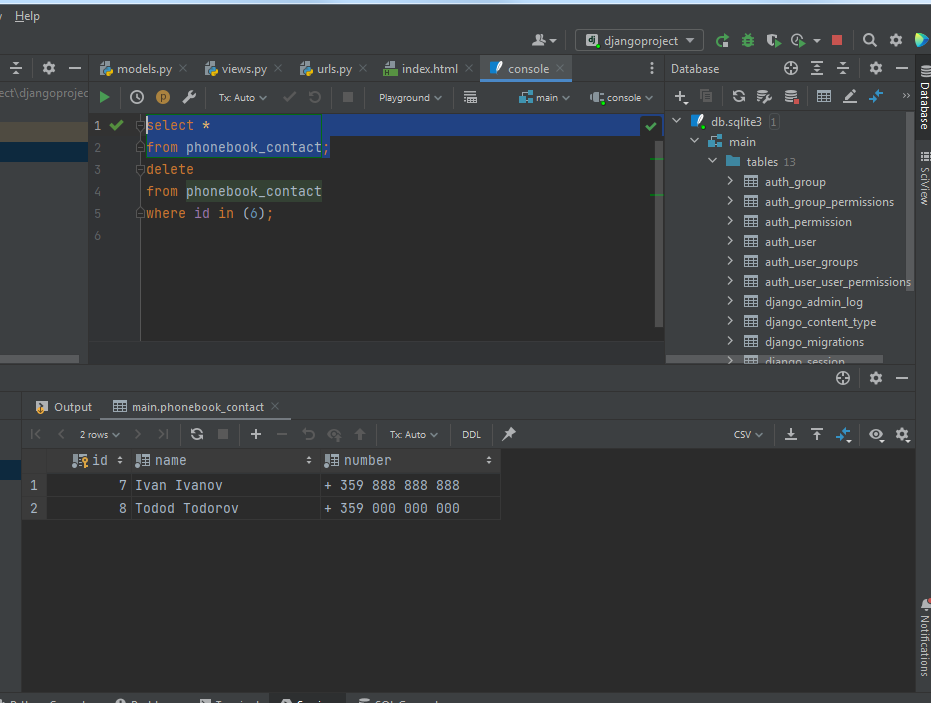 Help
djangoproject
models.py
views.py
urls.py
index.html
console
Database
Tx: Auto
Playground
main
console
1 select *
2 from phonebook_contact;
3 delete
4 from phonebook_contact
5 where id in (6);
6
db.sqlite3 1
main
tables 13
auth_group
auth_group_permissions
auth_permission
auth_user
auth_user_groups
auth_user_user_permissions
django_admin_log
django_content_type
django_migrations
django_session
Database
SciView
Notifications
Output
main.phonebook_contact
2 rows
Tx: Auto
DDL
CSV
id name number
1 7 Ivan Ivanov + 359 888 888 888
2 8 Todod Todorov + 359 000 000 000